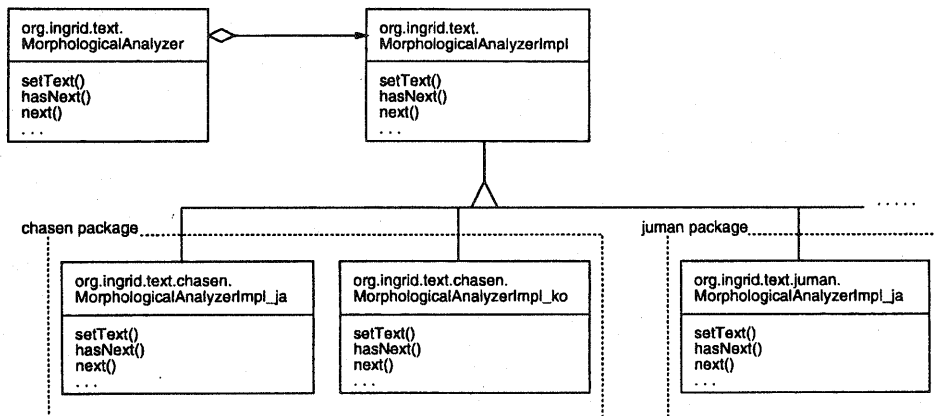 org.ingrid.text.
MorphologicalAnalyzer
setText()
hasNext()
next()
. . .
org.ingrid.text.
MorphologicalAnalyzerImpl
setText()
hasNext()
next()
. . .
. . . . .
chasen package
juman package
org.ingrid.text.chasen.
MorphologicalAnalyzerImpl_ja
setText()
hasNext()
next()
. . .
org.ingrid.text.chasen.
MorphologicalAnalyzerImpl_ko
setText()
hasNext()
next()
. . .
org.ingrid.text.juman.
MorphologicalAnalyzerImpl_ja
setText()
hasNext()
next()
. . .